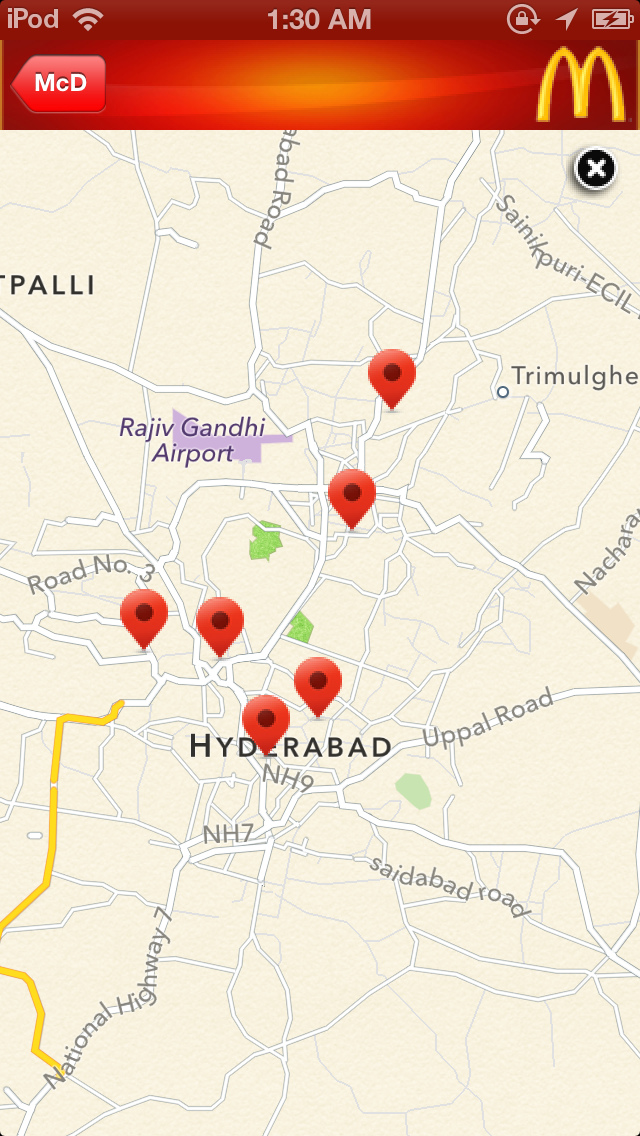 iPod 1:30 AM
McD
M
abad Road
Sainikpuri-ECIL
TPALLI
Trimulghe
Rajiv Gandhi
Airport
Nachara
Road No. 3
Uppal Road
HYDERABAD
NH9
NH7
saidabad road
National Highway 7